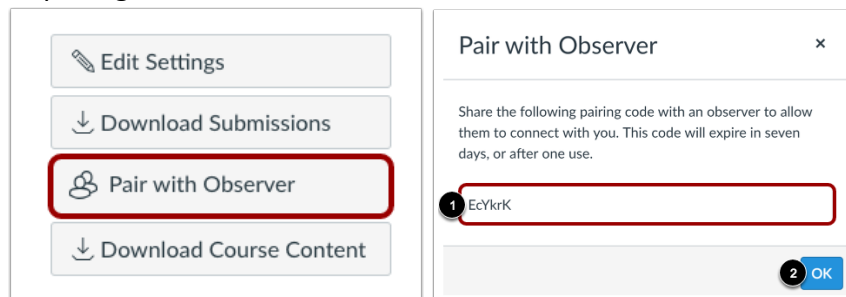 Edit Settings
Download Submissions
Pair with Observer
Download Course Content
Pair with Observer ×
Share the following pairing code with an observer to allow
them to connect with you. This code will expire in seven
days, or after one use.
1 EcYkrK
2 OK